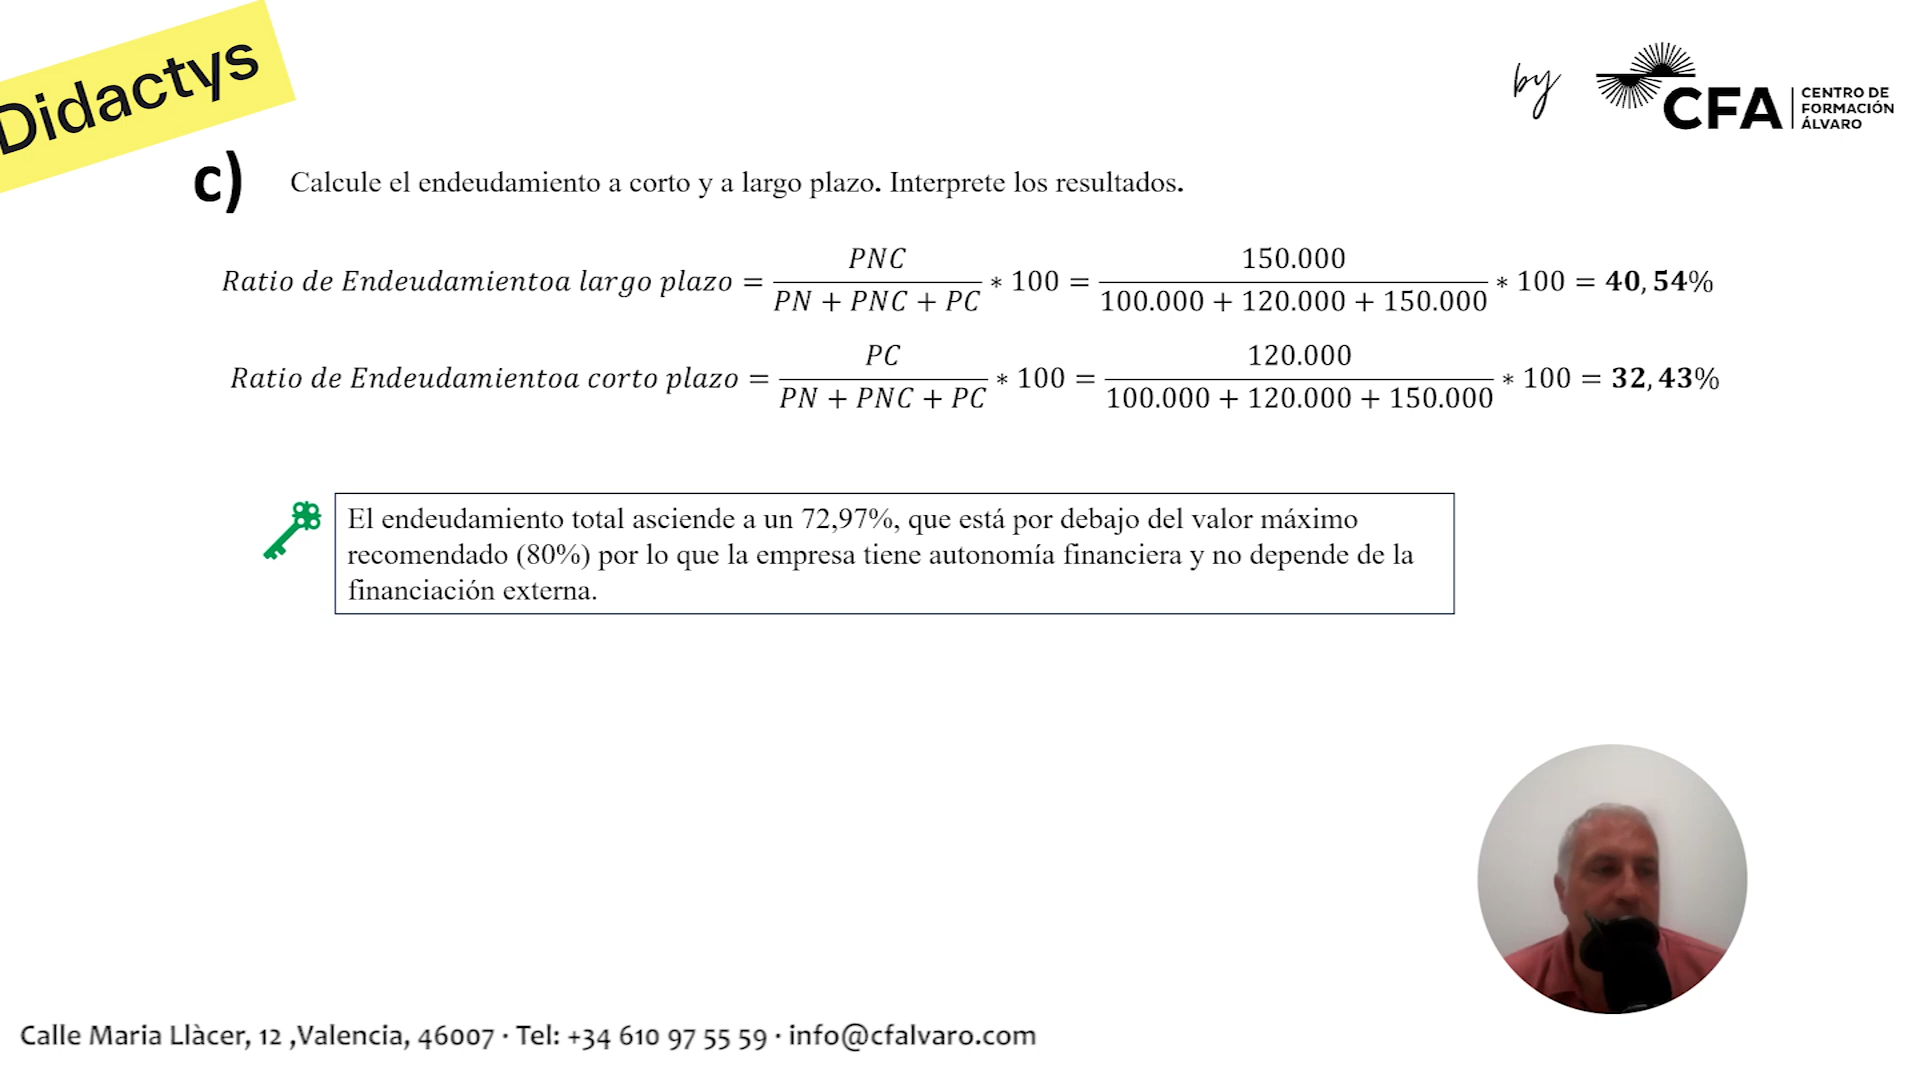 Didactys
by
CFA
CENTRO DE
FORMACIÓN
ÁLVARO
c) Calcule el endeudamiento a corto y a largo plazo. Interprete los resultados.
Ratio de Endeudamientoa largo plazo = PNC / PN + PNC + PC * 100 = 150.000 / 100.000 + 120.000 + 150.000 * 100 = 40, 54%
Ratio de Endeudamientoa corto plazo = PC / PN + PNC + PC * 100 = 120.000 / 100.000 + 120.000 + 150.000 * 100 = 32, 43%
El endeudamiento total asciende a un 72,97%, que está por debajo del valor máximo
recomendado (80%) por lo que la empresa tiene autonomía financiera y no depende de la
financiación externa.
Calle Maria Llàcer, 12 ,Valencia, 46007 · Tel: +34 610 97 55 59 · info@cfalvaro.com